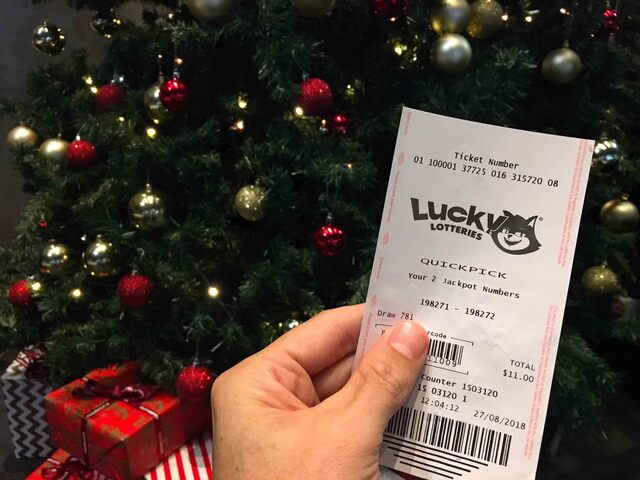 Ticket Number
01 100001 37725 016 315720 08
Lucky
LOTTERIES
QUICKPICK
Your 2 Jackpot Numbers
198271 - 198272
Draw 781
rcode
TOTAL
$11.00
Counter 1503120
15 03120 1
12:04:12 27/08/2018